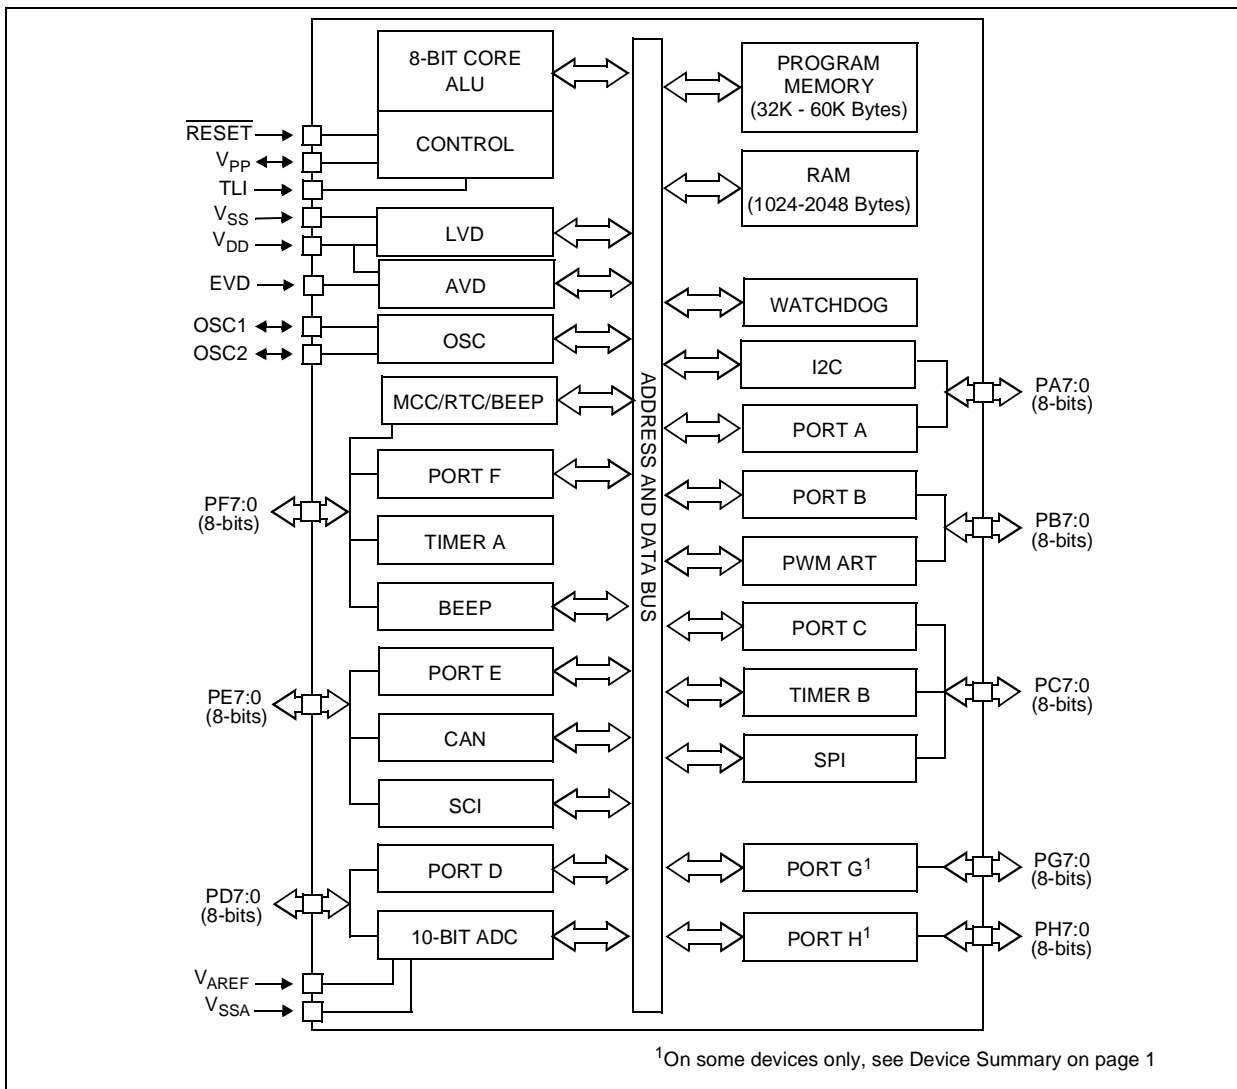 8-BIT CORE
ALU
CONTROL
RESET
VPP
TLI
VSS
VDD
EVD
OSC1
OSC2
LVD
AVD
OSC
MCC/RTC/BEEP
PORT F
TIMER A
BEEP
PF7:0
(8-bits)
PORT E
CAN
SCI
PE7:0
(8-bits)
PORT D
10-BIT ADC
PD7:0
(8-bits)
VAREF
VSSA
ADDRESS AND DATA BUS
PROGRAM
MEMORY
(32K - 60K Bytes)
RAM
(1024-2048 Bytes)
WATCHDOG
I2C
PORT A
PA7:0
(8-bits)
PORT B
PWM ART
PB7:0
(8-bits)
PORT C
TIMER B
SPI
PC7:0
(8-bits)
PORT G1
PG7:0
(8-bits)
PORT H1
PH7:0
(8-bits)
1On some devices only, see Device Summary on page 1